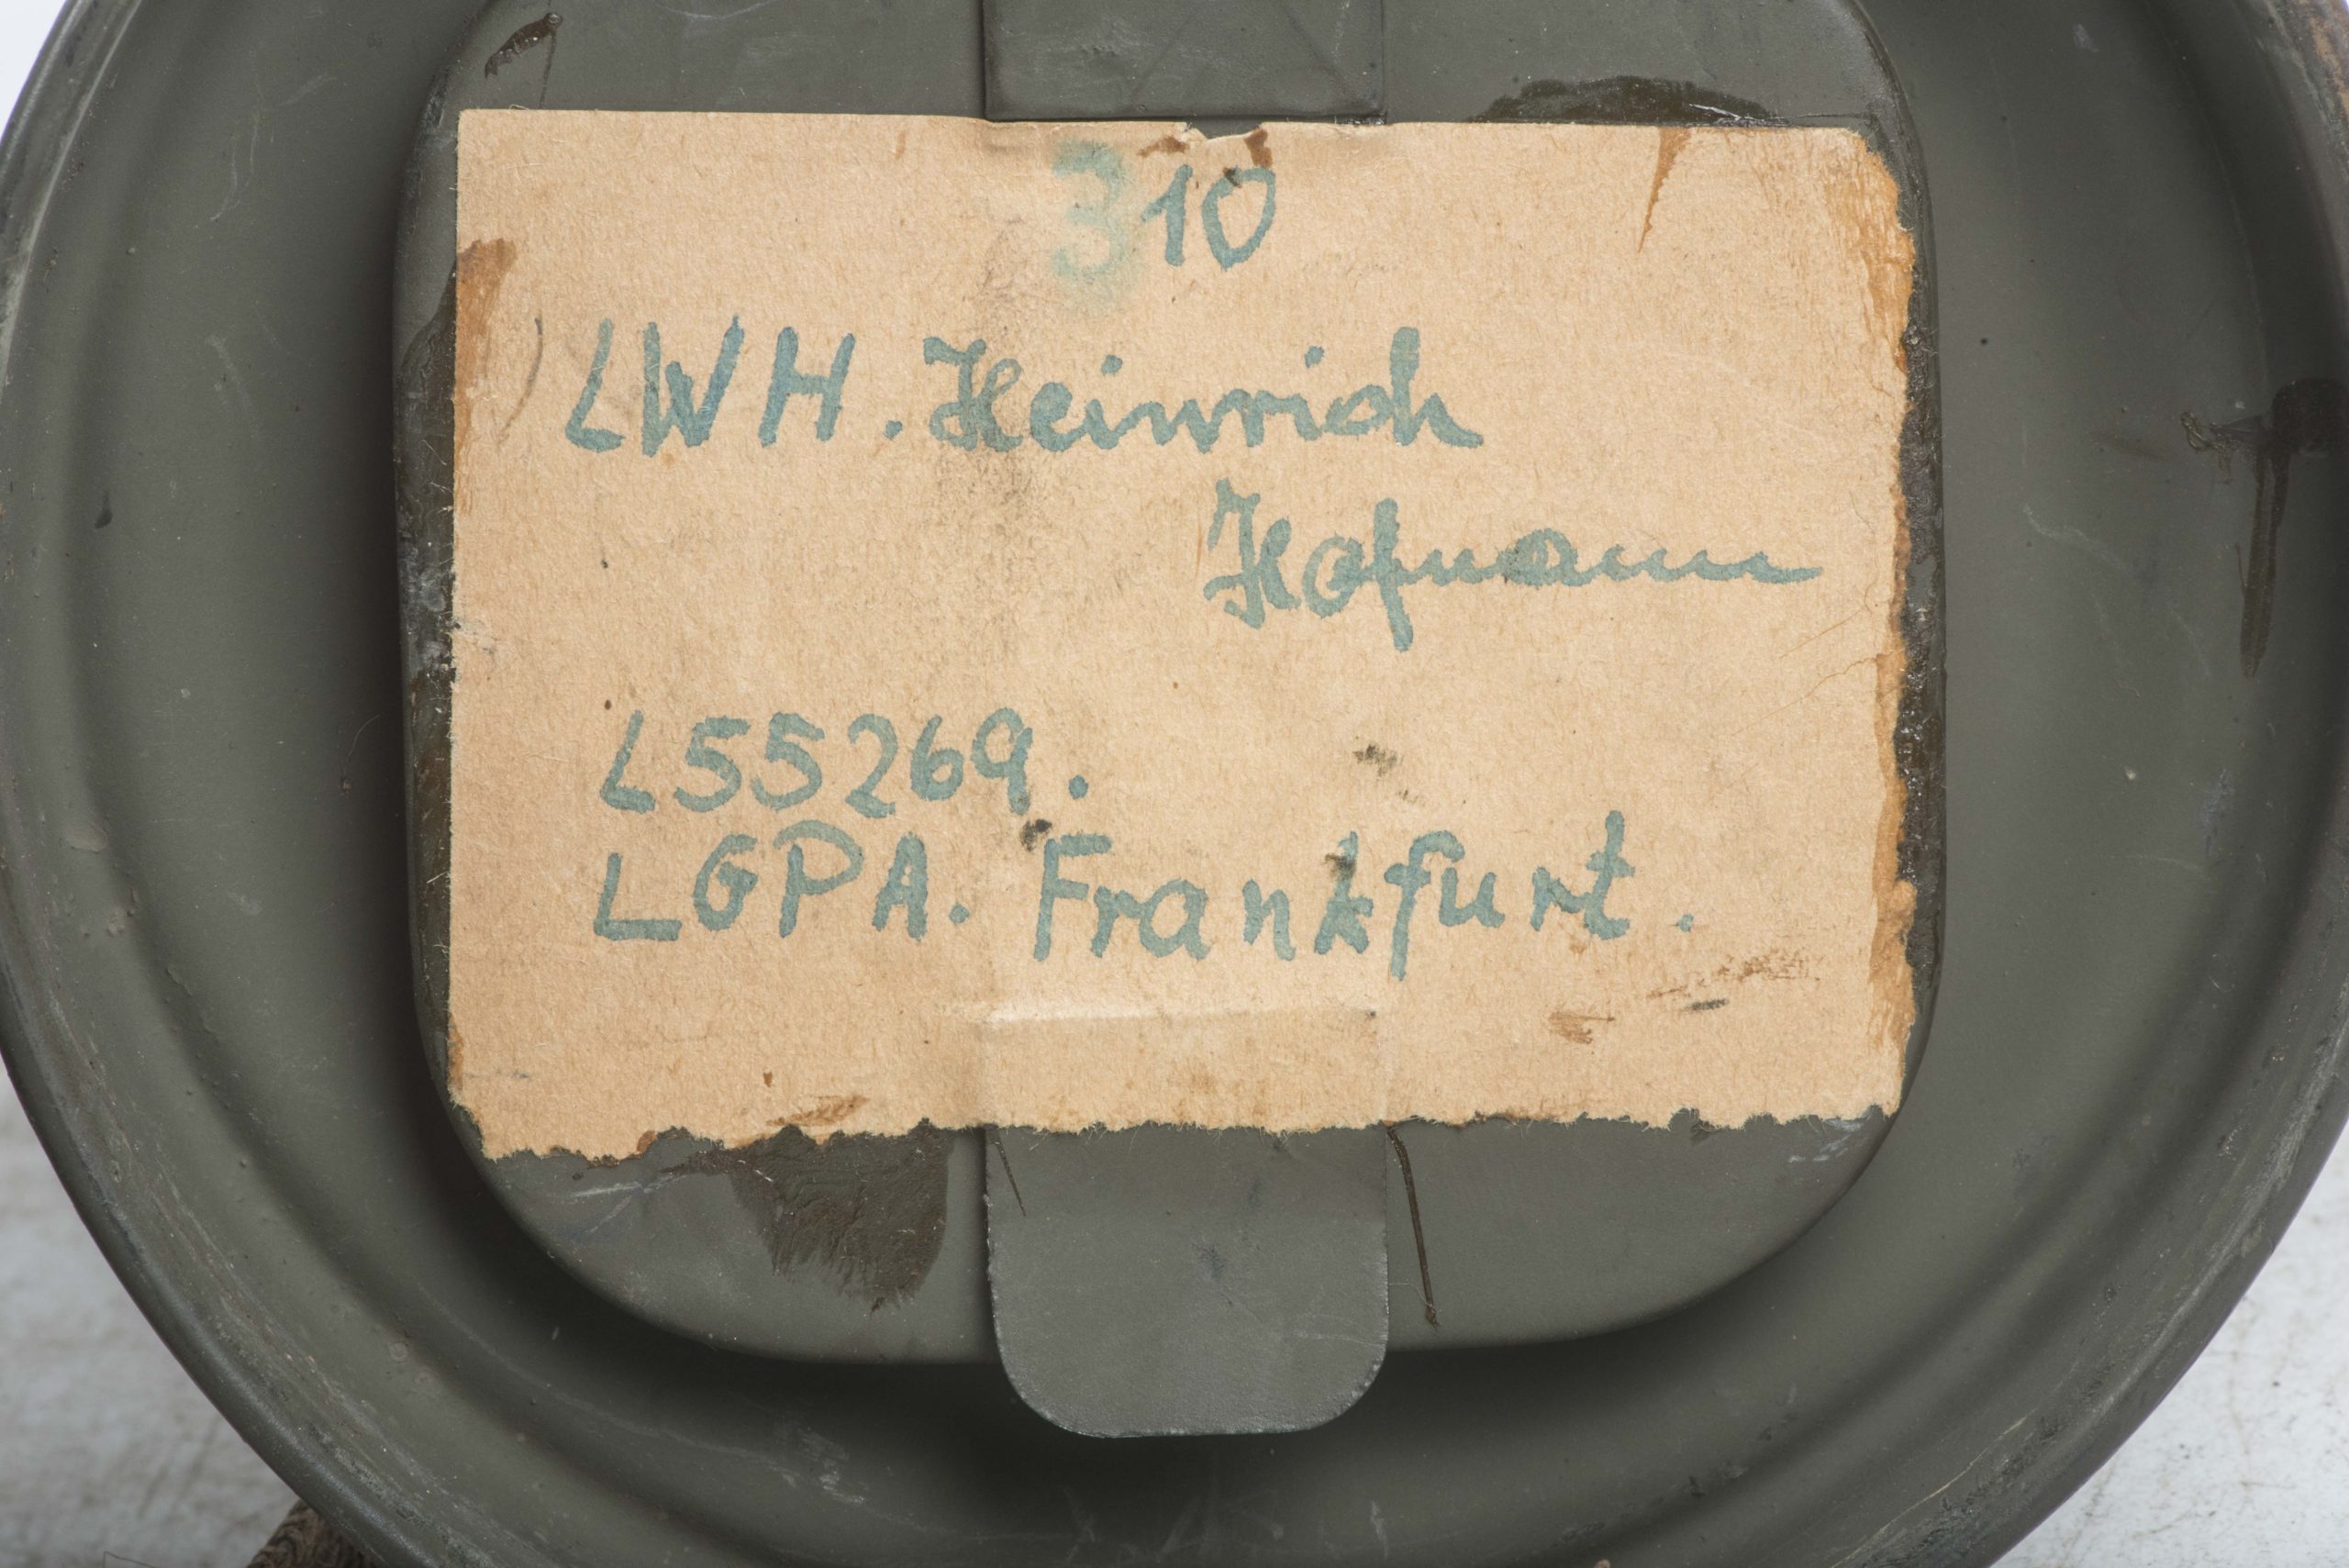 310
LWH. Heinrich
Hofmann
L55269.
LGPA. Frankfurt.